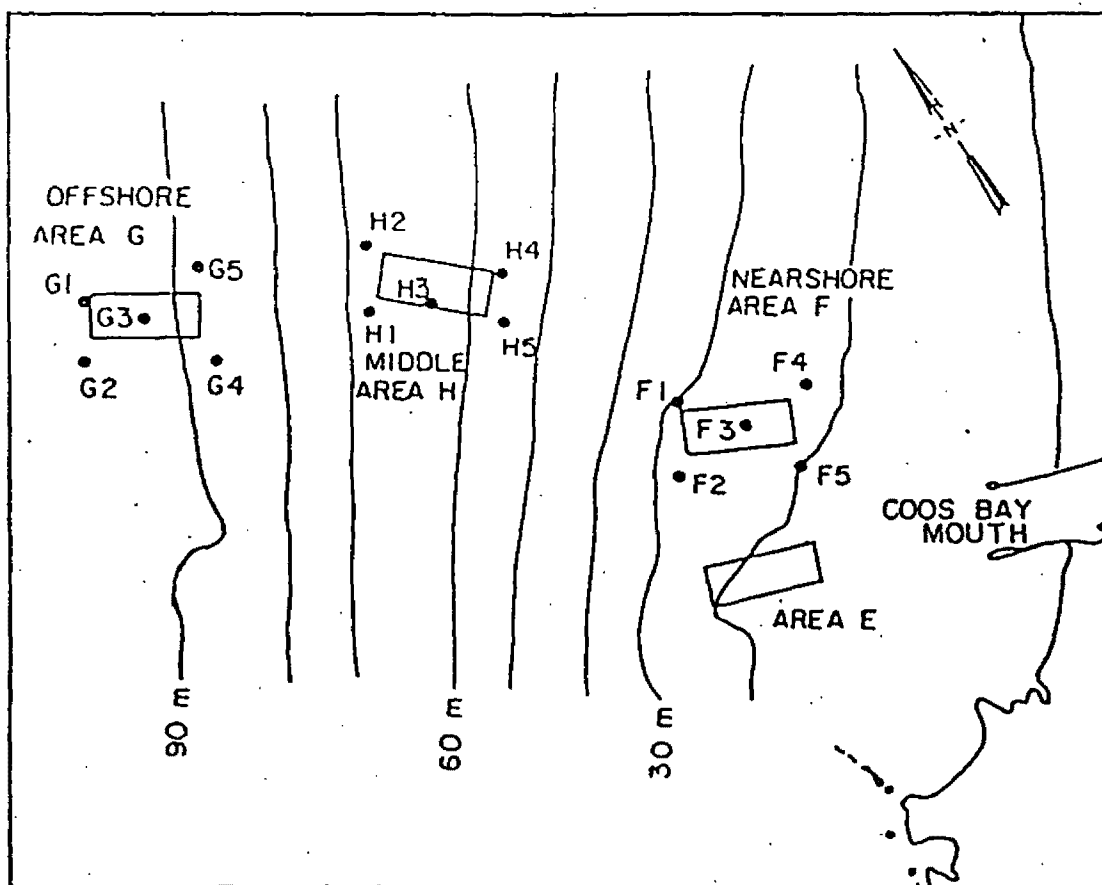 N
OFFSHORE
AREA G
G1
G5
G3
G2
G4
H2
H4
H3
H1
H5
MIDDLE
AREA H
NEARSHORE
AREA F
F4
F1
F3
F2
F5
COOS BAY
MOUTH
AREA E
90 m
60 m
30 m